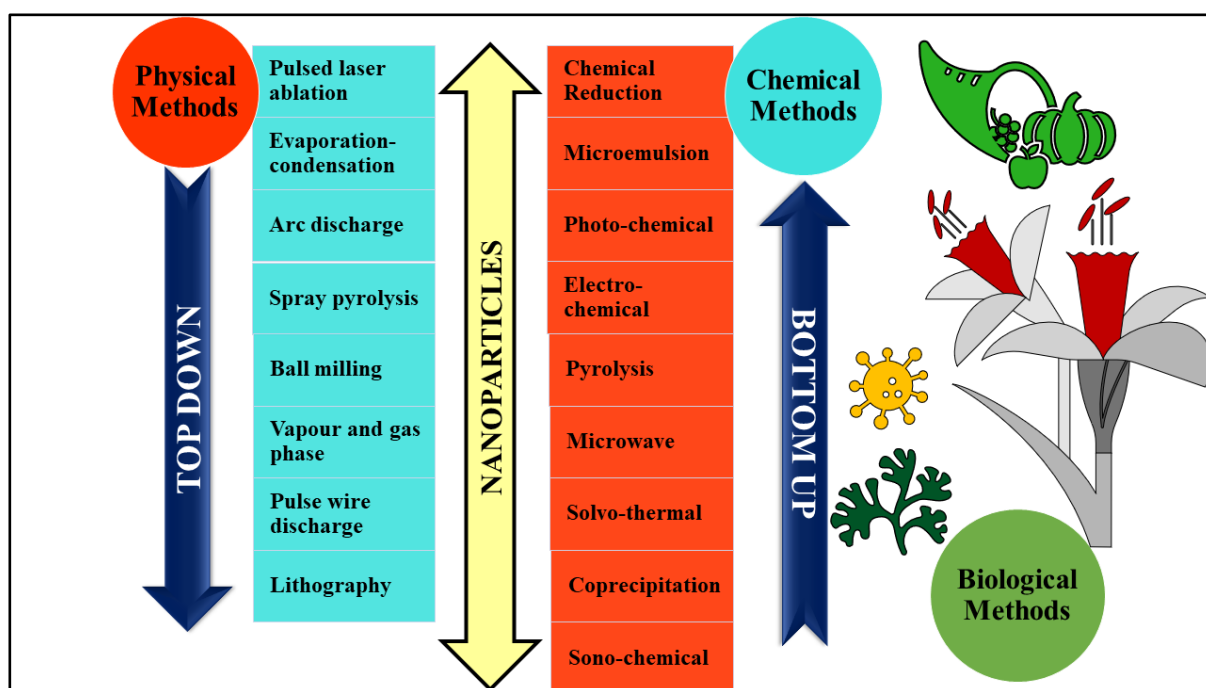 Physical
Methods
TOP DOWN
Pulsed laser
ablation
Evaporation-
condensation
Arc discharge
Spray pyrolysis
Ball milling
Vapour and gas
phase
Pulse wire
discharge
Lithography
NANOPARTICLES
Chemical
Reduction
Microemulsion
Photo-chemical
Electro-
chemical
Pyrolysis
Microwave
Solvo-thermal
Coprecipitation
Sono-chemical
Chemical
Methods
BOTTOM UP
Biological
Methods